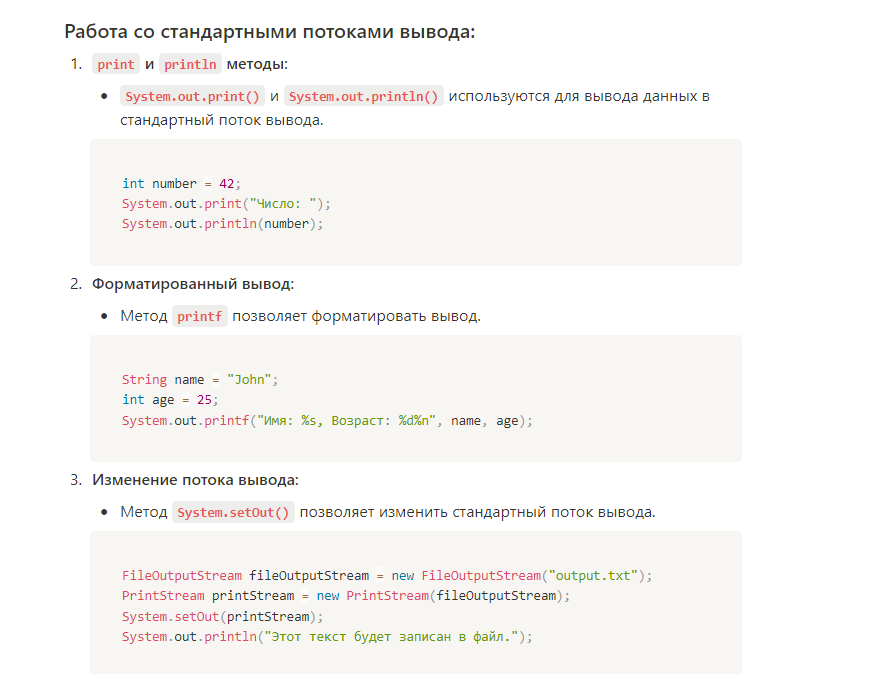 Работа со стандартными потоками вывода:
1. print и println методы:
• System.out.print() и System.out.println() используются для вывода данных в
стандартный поток вывода.
int number = 42;
System.out.print("Число: ");
System.out.println(number);
2. Форматированный вывод:
• Метод printf позволяет форматировать вывод.
String name = "John";
int age = 25;
System.out.printf("Имя: %s, Возраст: %d%n", name, age);
3. Изменение потока вывода:
• Метод System.setOut() позволяет изменить стандартный поток вывода.
FileOutputStream fileOutputStream = new FileOutputStream("output.txt");
PrintStream printStream = new PrintStream(fileOutputStream);
System.setOut(printStream);
System.out.println("Этот текст будет записан в файл.");